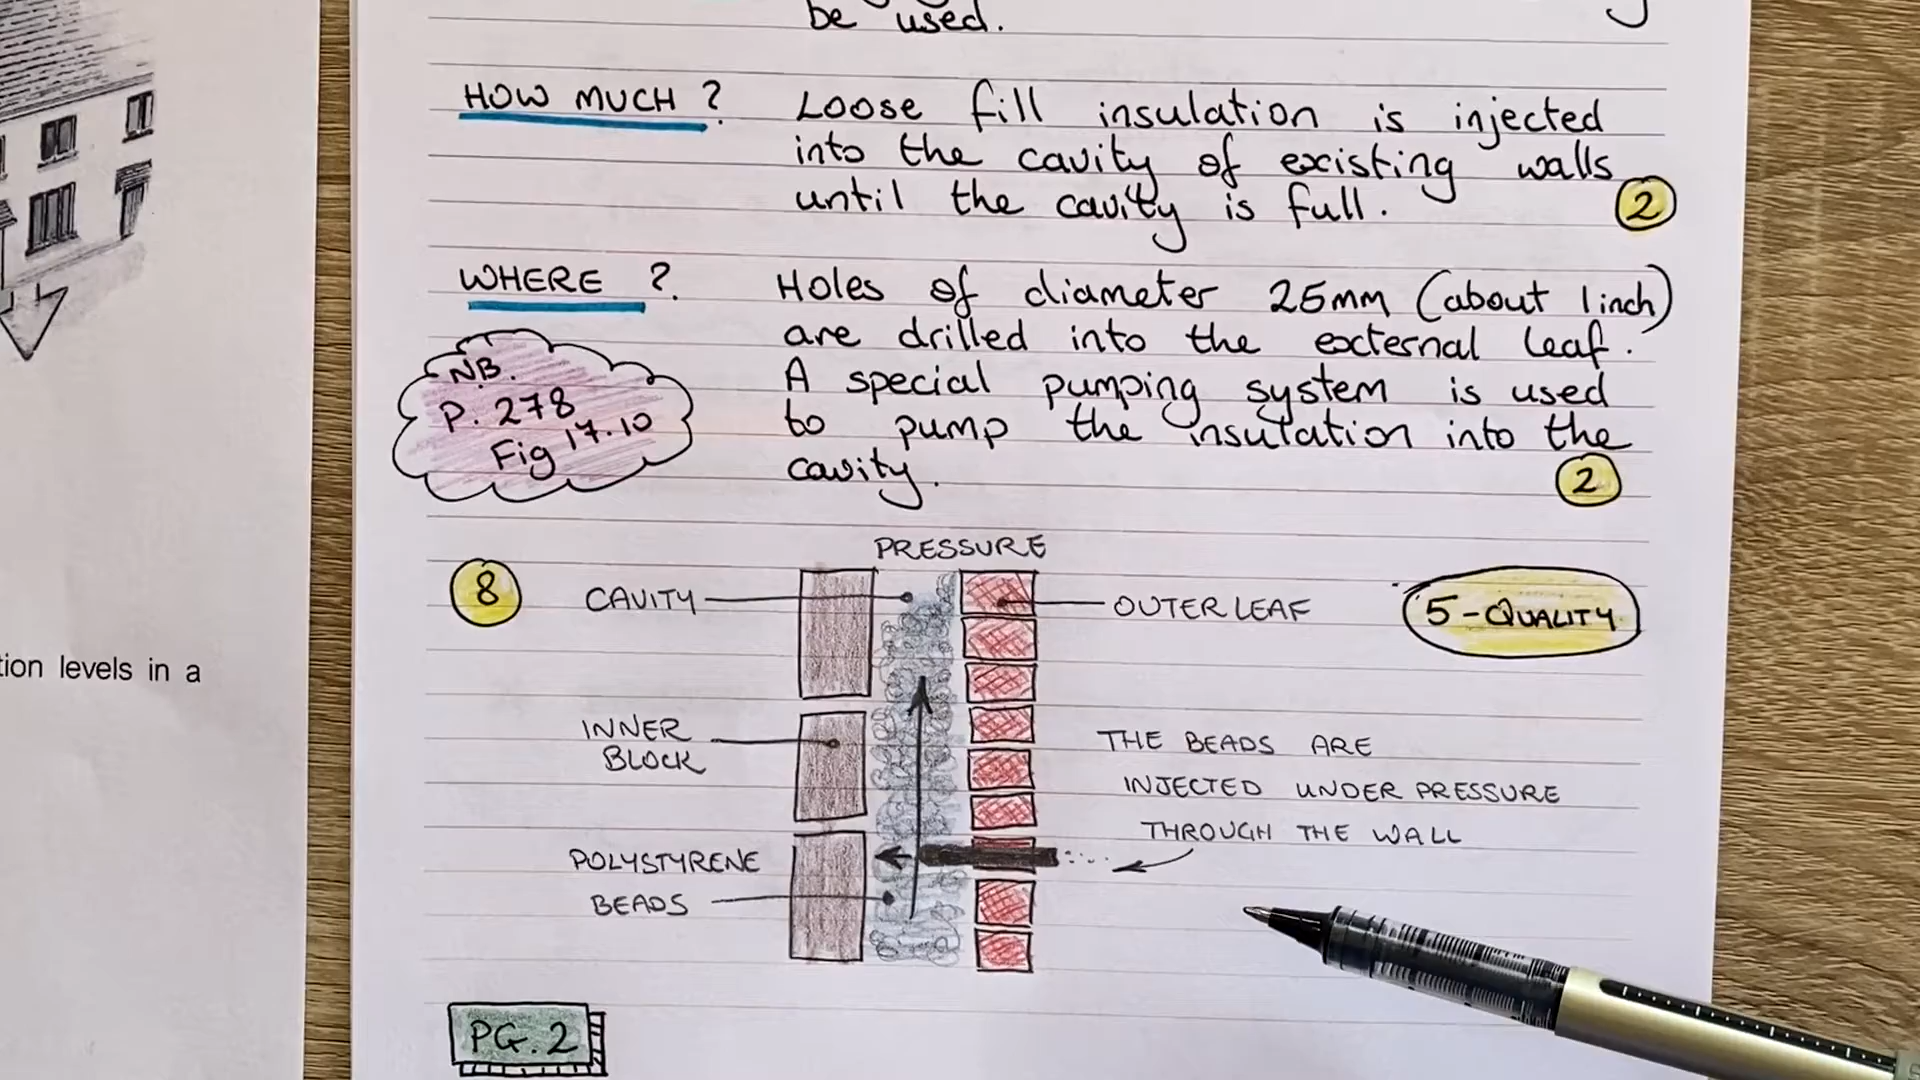 be used.
HOW MUCH ? Loose fill insulation is injected
into the cavity of existing walls
until the cavity is full.
2
WHERE ? Holes of diameter 25mm (about 1 inch)
are drilled into the external leaf.
A special pumping system is used
to pump the insulation into the
cavity.
2
N.B.
P. 278
Fig 17.10
PRESSURE
8
CAVITY
OUTER LEAF
5 - QUALITY
INNER
BLOCK
THE BEADS ARE
INJECTED UNDER PRESSURE
THROUGH THE WALL
POLYSTYRENE
BEADS
PG. 2
tion levels in a